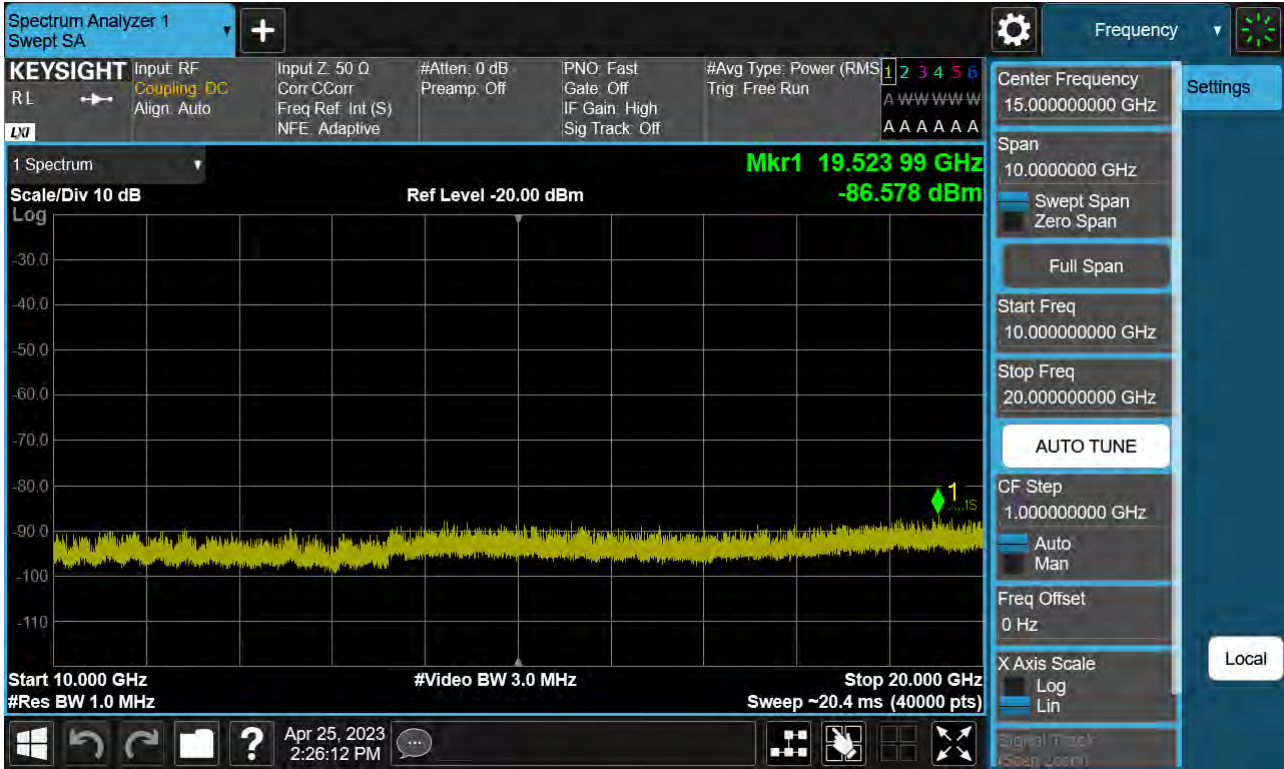 Spectrum Analyzer 1
Swept SA
+
Frequency
KEYSIGHT
R L
LXI
Input: RF
Coupling: DC
Align: Auto
Input Z: 50 Ω
Corr CCorr
Freq Ref: Int (S)
NFE: Adaptive
#Atten: 0 dB
Preamp: Off
PNO: Fast
Gate: Off
IF Gain: High
Sig Track: Off
#Avg Type: Power (RMS
Trig: Free Run
1 2 3 4 5 6
A W W W W W
A A A A A A
1 Spectrum
Scale/Div 10 dB
Log
Ref Level -20.00 dBm
Mkr1 19.523 99 GHz
-86.578 dBm
-30.0
-40.0
-50.0
-60.0
-70.0
-80.0
-90.0
-100
-110
1
Start 10.000 GHz
#Res BW 1.0 MHz
#Video BW 3.0 MHz
Stop 20.000 GHz
Sweep ~20.4 ms (40000 pts)
Center Frequency
15.000000000 GHz
Span
10.0000000 GHz
Swept Span
Zero Span
Full Span
Start Freq
10.000000000 GHz
Stop Freq
20.000000000 GHz
AUTO TUNE
CF Step
1.000000000 GHz
Auto
Man
Freq Offset
0 Hz
X Axis Scale
Log
Lin
Signal Track
(Span Zoom)
Settings
Local
?
Apr 25, 2023
2:26:12 PM